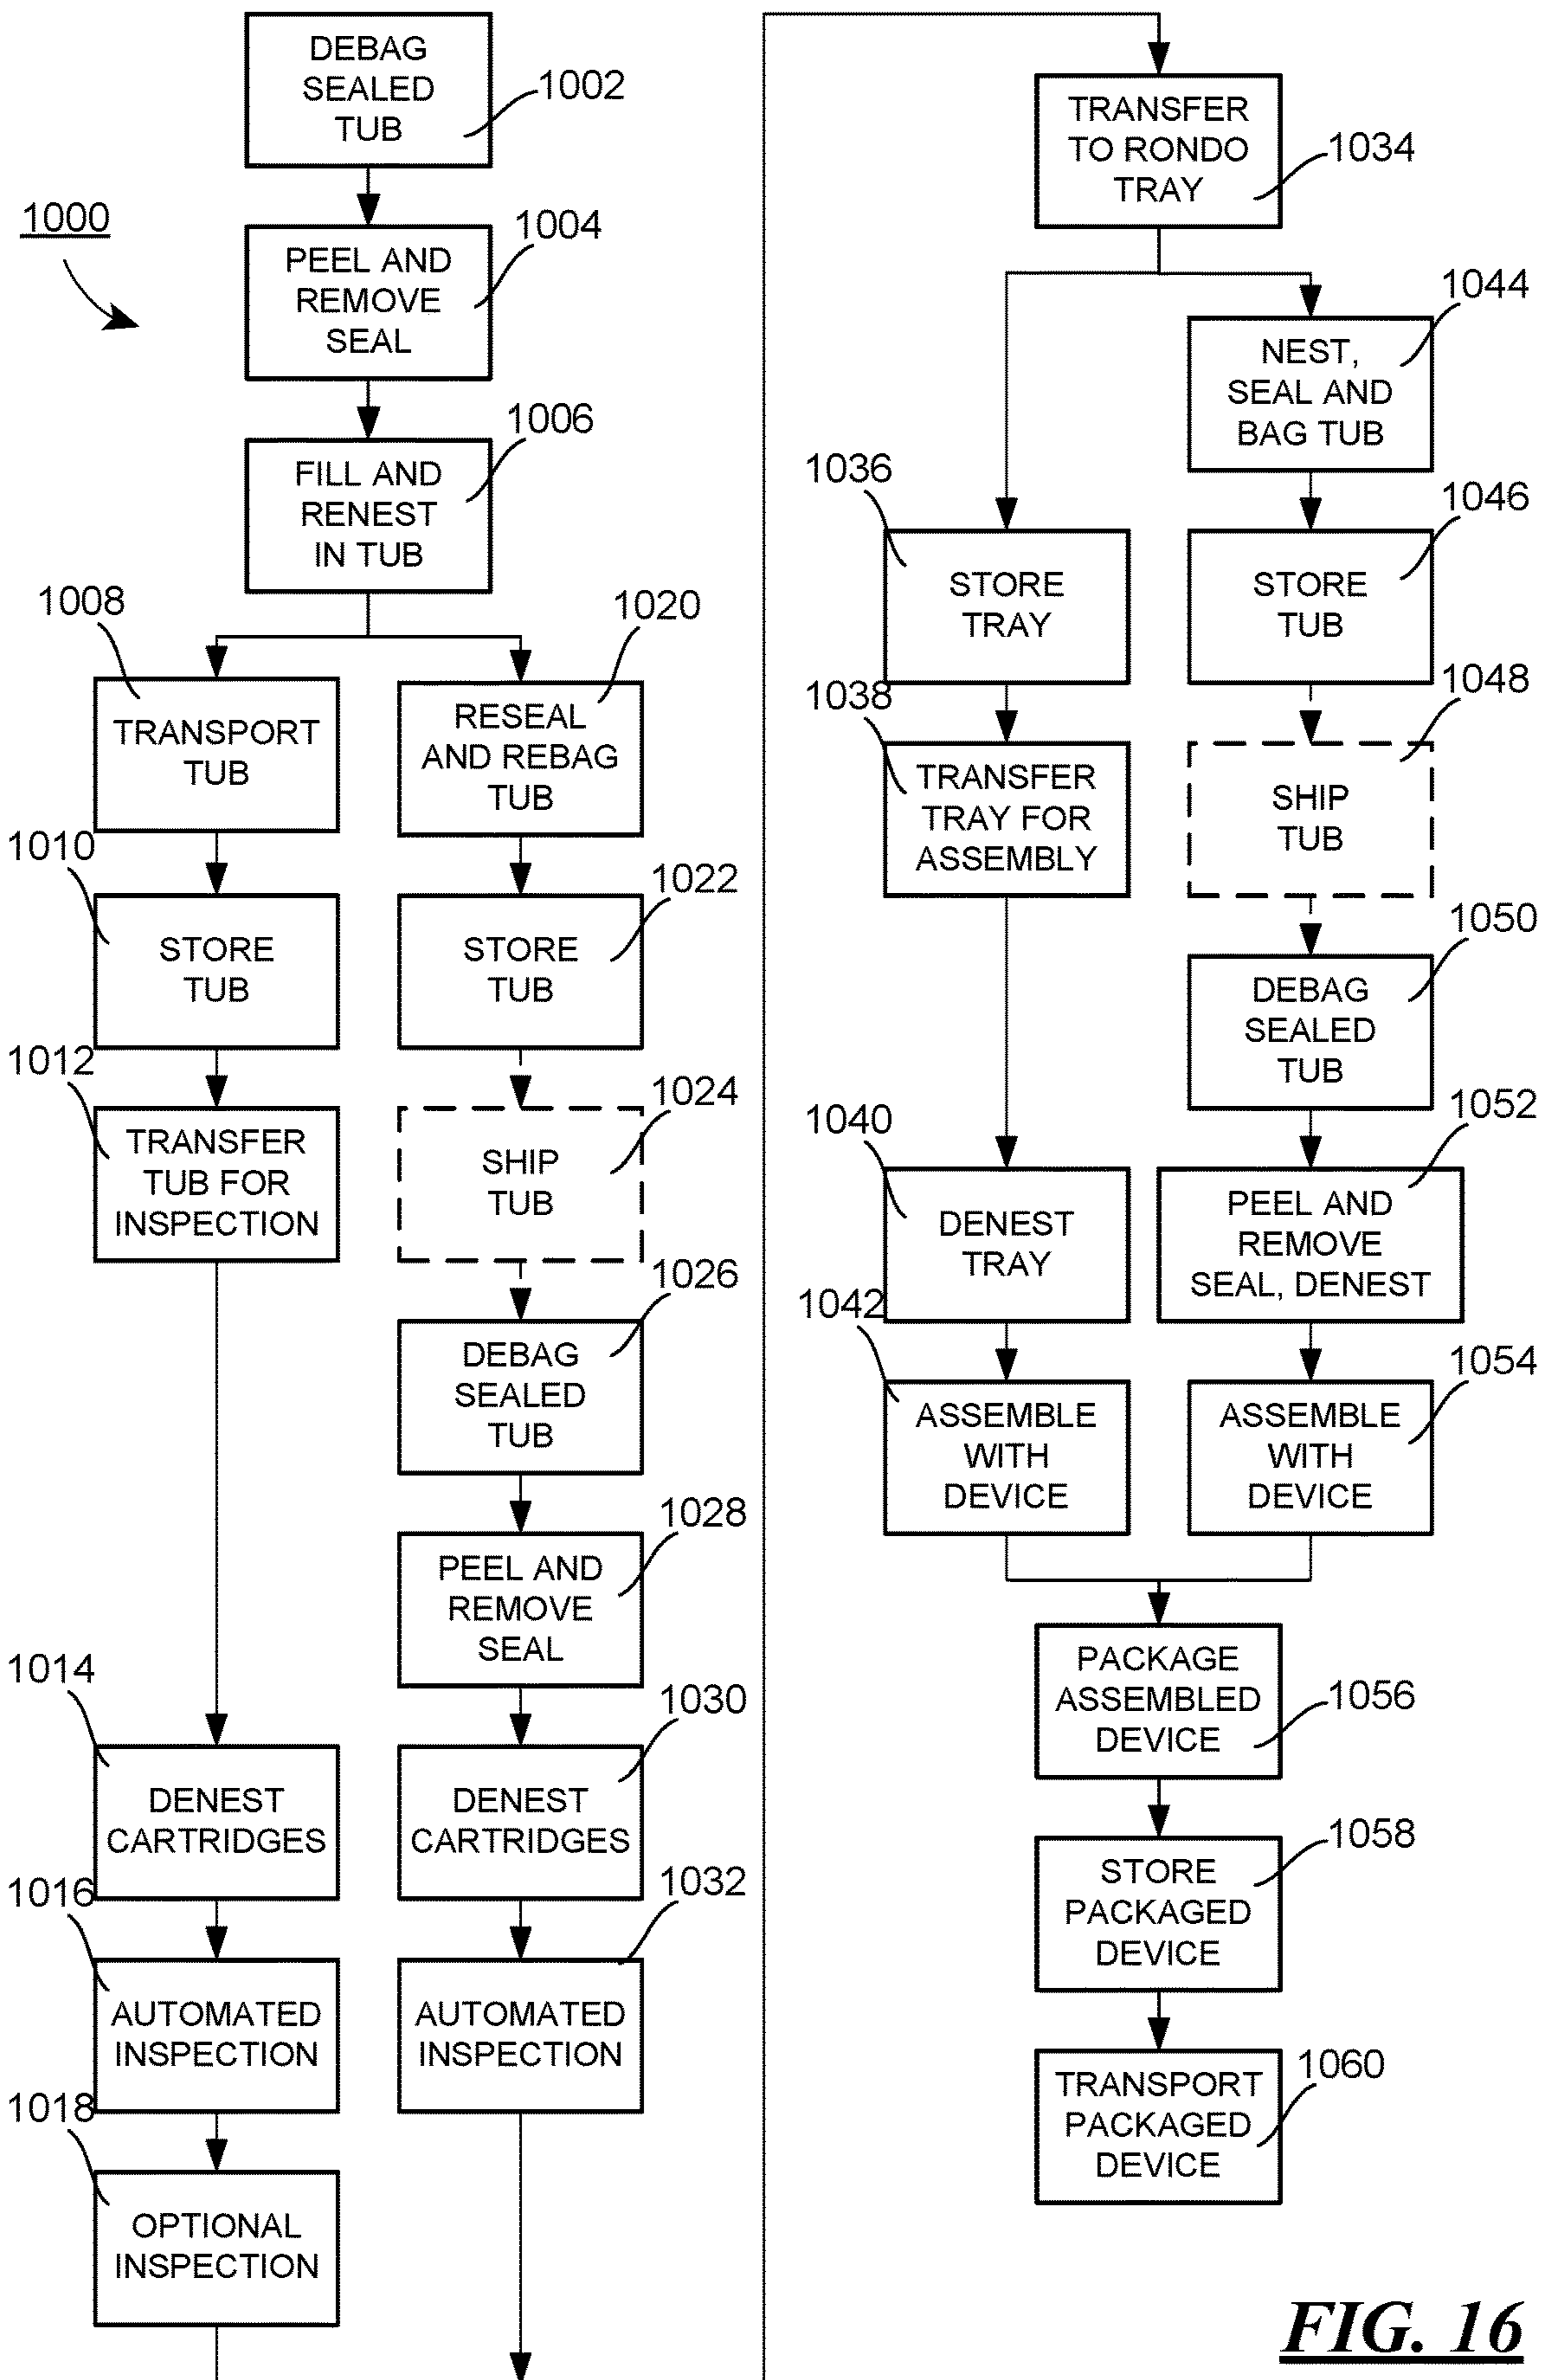 DEBAG
SEALED
TUB
1002
1000
1004
PEEL AND
REMOVE
SEAL
1006
FILL AND
RENEST
IN TUB
1008
TRANSPORT
TUB
1010
STORE
TUB
1012
TRANSFER
TUB FOR
INSPECTION
1014
DENEST
CARTRIDGES
1016
AUTOMATED
INSPECTION
1018
OPTIONAL
INSPECTION
1020
RESEAL
AND REBAG
TUB
1022
STORE
TUB
1024
SHIP
TUB
1026
DEBAG
SEALED
TUB
1028
PEEL AND
REMOVE
SEAL
1030
DENEST
CARTRIDGES
1032
AUTOMATED
INSPECTION
TRANSFER
TO RONDO
TRAY
1034
1036
STORE
TRAY
1038
TRANSFER
TRAY FOR
ASSEMBLY
1040
DENEST
TRAY
1042
ASSEMBLE
WITH
DEVICE
1044
NEST,
SEAL AND
BAG TUB
1046
STORE
TUB
1048
SHIP
TUB
1050
DEBAG
SEALED
TUB
1052
PEEL AND
REMOVE
SEAL, DENEST
1054
ASSEMBLE
WITH
DEVICE
PACKAGE
ASSEMBLED
DEVICE
1056
1058
STORE
PACKAGED
DEVICE
1060
TRANSPORT
PACKAGED
DEVICE
FIG. 16